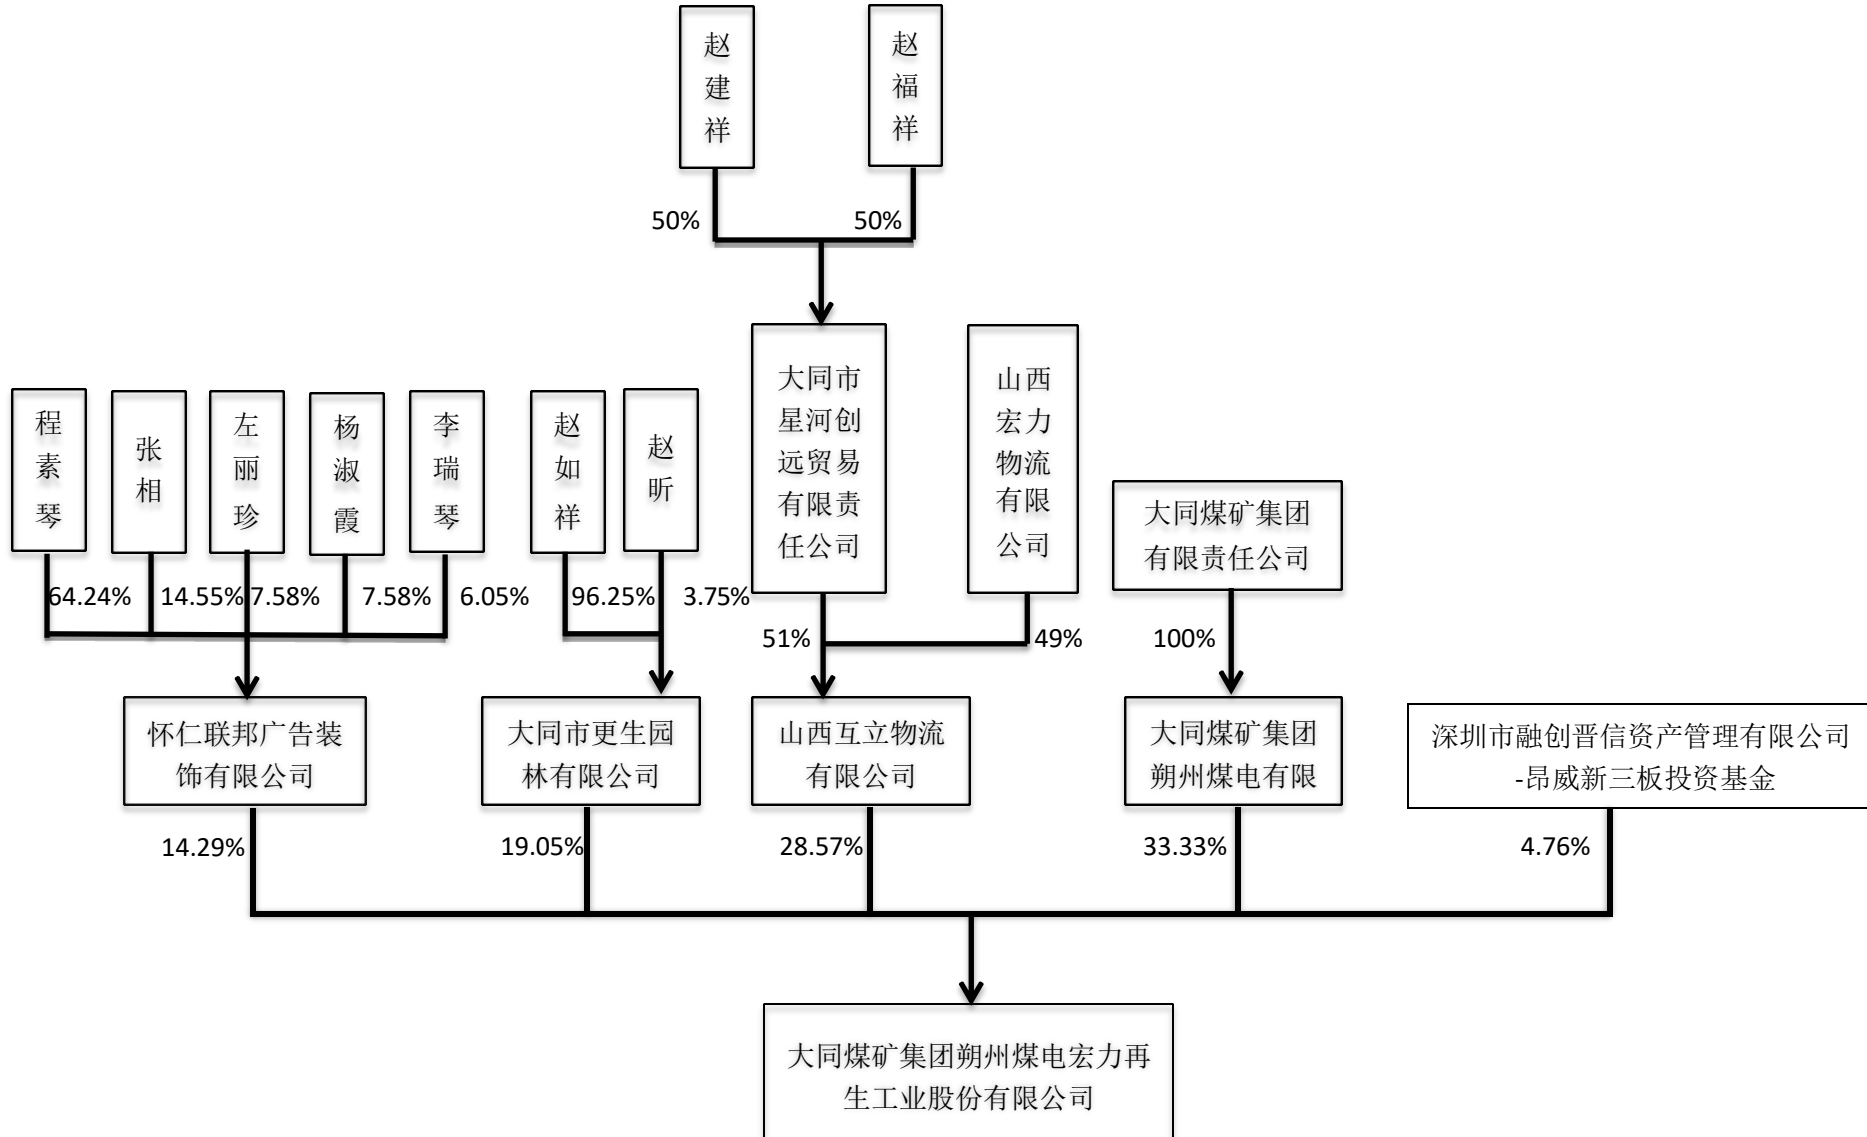 赵
建
祥
赵
福
祥
50%
50%
大同市
星河创
远贸易
有限责
任公司
山西
宏力
物流
有限
公司
程
素
琴
张
相
左
丽
珍
杨
淑
霞
李
瑞
琴
赵
如
祥
赵
昕
大同煤矿集团
有限责任公司
64.24%
14.55%
7.58%
7.58%
6.05%
96.25%
3.75%
51%
49%
100%
怀仁联邦广告装
饰有限公司
大同市更生园
林有限公司
山西互立物流
有限公司
大同煤矿集团
朔州煤电有限
深圳市融创晋信资产管理有限公司
-昂威新三板投资基金
14.29%
19.05%
28.57%
33.33%
4.76%
大同煤矿集团朔州煤电宏力再
生工业股份有限公司